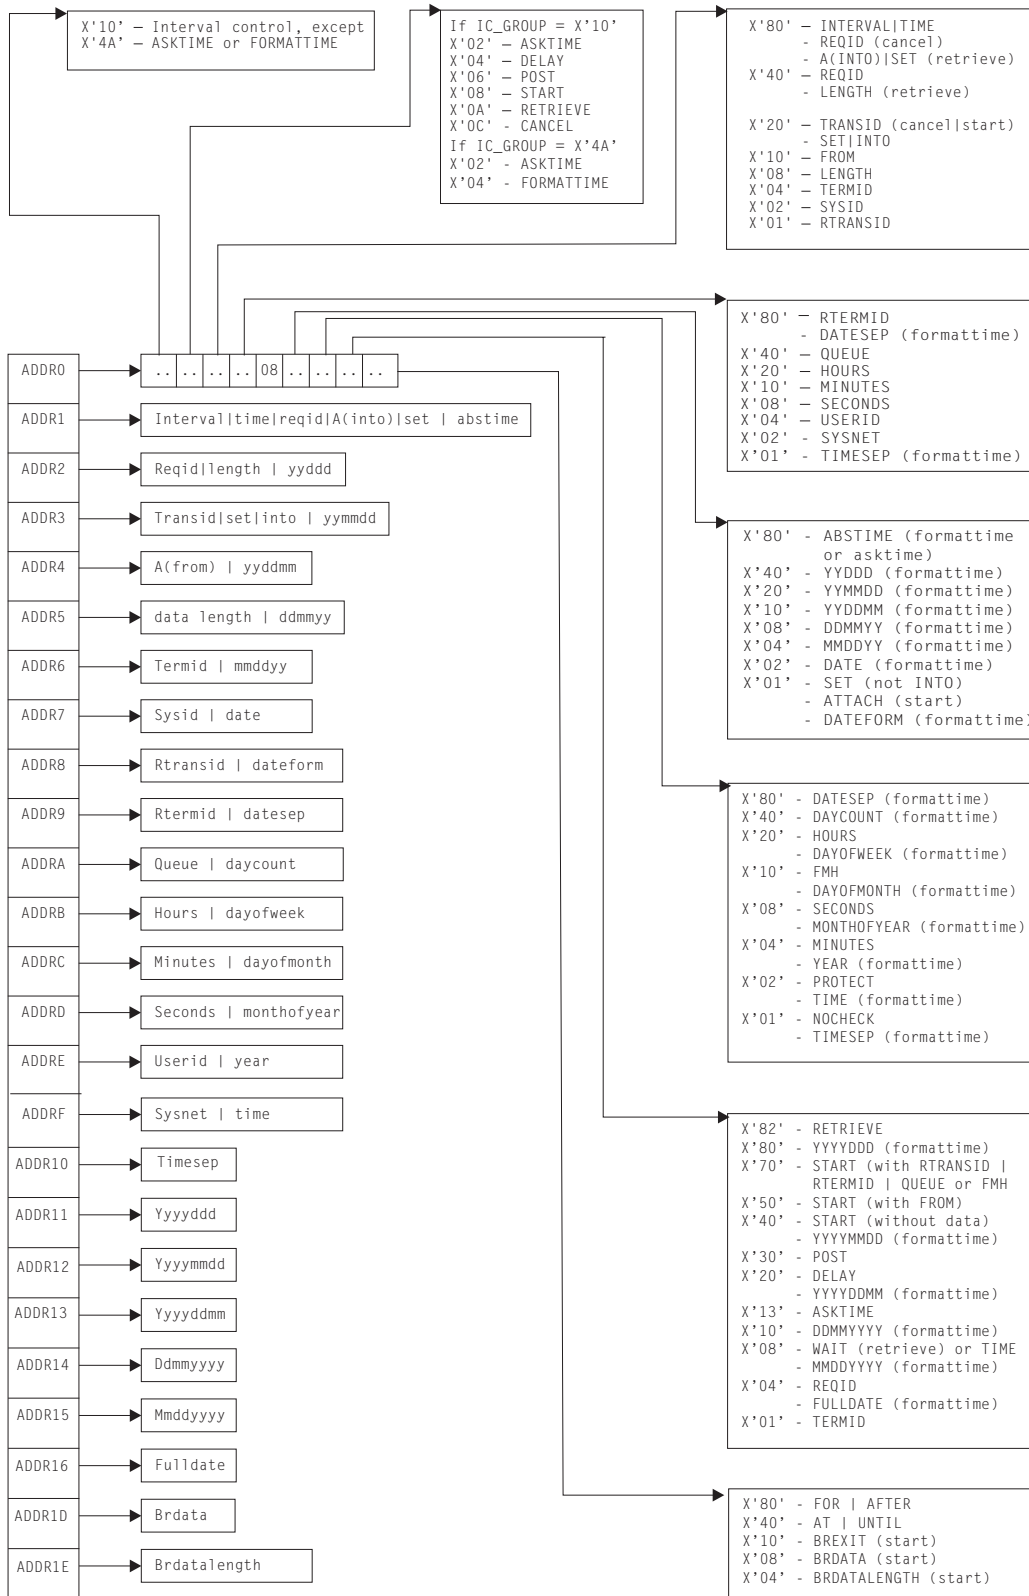 X'10' – Interval control, except
X'4A' – ASKTIME or FORMATTIME
If IC_GROUP = X'10'
X'02' – ASKTIME
X'04' – DELAY
X'06' – POST
X'08' – START
X'0A' – RETRIEVE
X'0C' - CANCEL
If IC_GROUP = X'4A'
X'02' - ASKTIME
X'04' - FORMATTIME
X'80' – INTERVAL|TIME
- REQID (cancel)
- A(INTO)|SET (retrieve)
X'40' – REQID
- LENGTH (retrieve)
X'20' – TRANSID (cancel|start)
- SET|INTO
X'10' – FROM
X'08' – LENGTH
X'04' – TERMID
X'02' – SYSID
X'01' – RTRANSID
X'80' – RTERMID
- DATESEP (formattime)
X'40' – QUEUE
X'20' – HOURS
X'10' – MINUTES
X'08' – SECONDS
X'04' – USERID
X'02' - SYSNET
X'01' - TIMESEP (formattime)
X'80' - ABSTIME (formattime
or asktime)
X'40' - YYDDD (formattime)
X'20' - YYMMDD (formattime)
X'10' - YYDDMM (formattime)
X'08' - DDMMYY (formattime)
X'04' - MMDDYY (formattime)
X'02' - DATE (formattime)
X'01' - SET (not INTO)
- ATTACH (start)
- DATEFORM (formattime)
X'80' - DATESEP (formattime)
X'40' - DAYCOUNT (formattime)
X'20' - HOURS
- DAYOFWEEK (formattime)
X'10' - FMH
- DAYOFMONTH (formattime)
X'08' - SECONDS
- MONTHOFYEAR (formattime)
X'04' - MINUTES
- YEAR (formattime)
X'02' - PROTECT
- TIME (formattime)
X'01' - NOCHECK
- TIMESEP (formattime)
X'82' - RETRIEVE
X'80' - YYYYDDD (formattime)
X'70' - START (with RTRANSID |
RTERMID | QUEUE or FMH
X'50' - START (with FROM)
X'40' - START (without data)
- YYYYMMDD (formattime)
X'30' - POST
X'20' - DELAY
- YYYYDDMM (formattime)
X'13' - ASKTIME
X'10' - DDMMYYYY (formattime)
X'08' - WAIT (retrieve) or TIME
- MMDDYYYY (formattime)
X'04' - REQID
- FULLDATE (formattime)
X'01' - TERMID
X'80' - FOR | AFTER
X'40' - AT | UNTIL
X'10' - BREXIT (start)
X'08' - BRDATA (start)
X'04' - BRDATALENGTH (start)
ADDR0 .. .. .. .. 08 .. .. .. ..
ADDR1 Interval|time|reqid|A(into)|set | abstime
ADDR2 Reqid|length | yyddd
ADDR3 Transid|set|into | yymmdd
ADDR4 A(from) | yyddmm
ADDR5 data length | ddmmyy
ADDR6 Termid | mmddyy
ADDR7 Sysid | date
ADDR8 Rtransid | dateform
ADDR9 Rtermid | datesep
ADDRA Queue | daycount
ADDRB Hours | dayofweek
ADDRC Minutes | dayofmonth
ADDRD Seconds | monthofyear
ADDRE Userid | year
ADDRF Sysnet | time
ADDR10 Timesep
ADDR11 Yyyyddd
ADDR12 Yyyymmdd
ADDR13 Yyyyddmm
ADDR14 Ddmmyyyy
ADDR15 Mmddyyyy
ADDR16 Fulldate
ADDR1D Brdata
ADDR1E Brdatalength